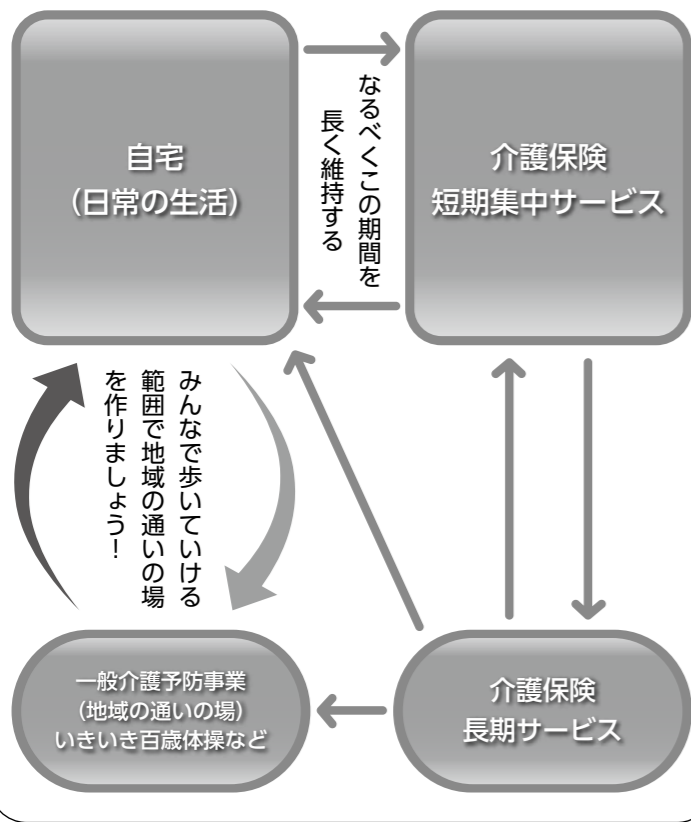 自宅
（日常の生活）
なるべくこの期間を
長く維持する
介護保険
短期集中サービス
みんなで歩いていける
範囲で地域の通いの場
を作りましょう！
一般介護予防事業
（地域の通いの場）
いきいき百歳体操など
介護保険
長期サービス